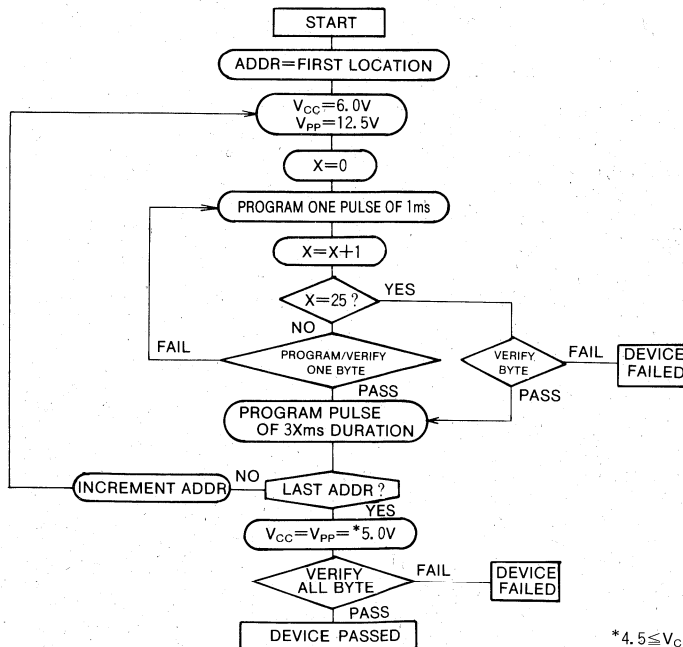 START
ADDR=FIRST LOCATION
VCC=6.0V
VPP=12.5V
X=0
PROGRAM ONE PULSE OF 1ms
X=X+1
X=25?
YES
NO
FAIL
PROGRAM/VERIFY
ONE BYTE
VERIFY
BYTE
FAIL
DEVICE
FAILED
PASS
PASS
PROGRAM PULSE
OF 3Xms DURATION
INCREMENT ADDR
NO
LAST ADDR?
YES
VCC=VPP=*5.0V
VERIFY
ALL BYTE
FAIL
DEVICE
FAILED
PASS
DEVICE PASSED
*4.5≦VC